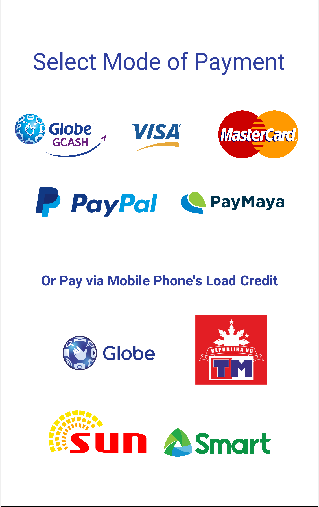 Select Mode of Payment
Globe
GCASH
VISA
MasterCard
PayPal
PayMaya
Or Pay via Mobile Phone's Load Credit
Globe
REPUBLIKA NG
TM
sun
Smart